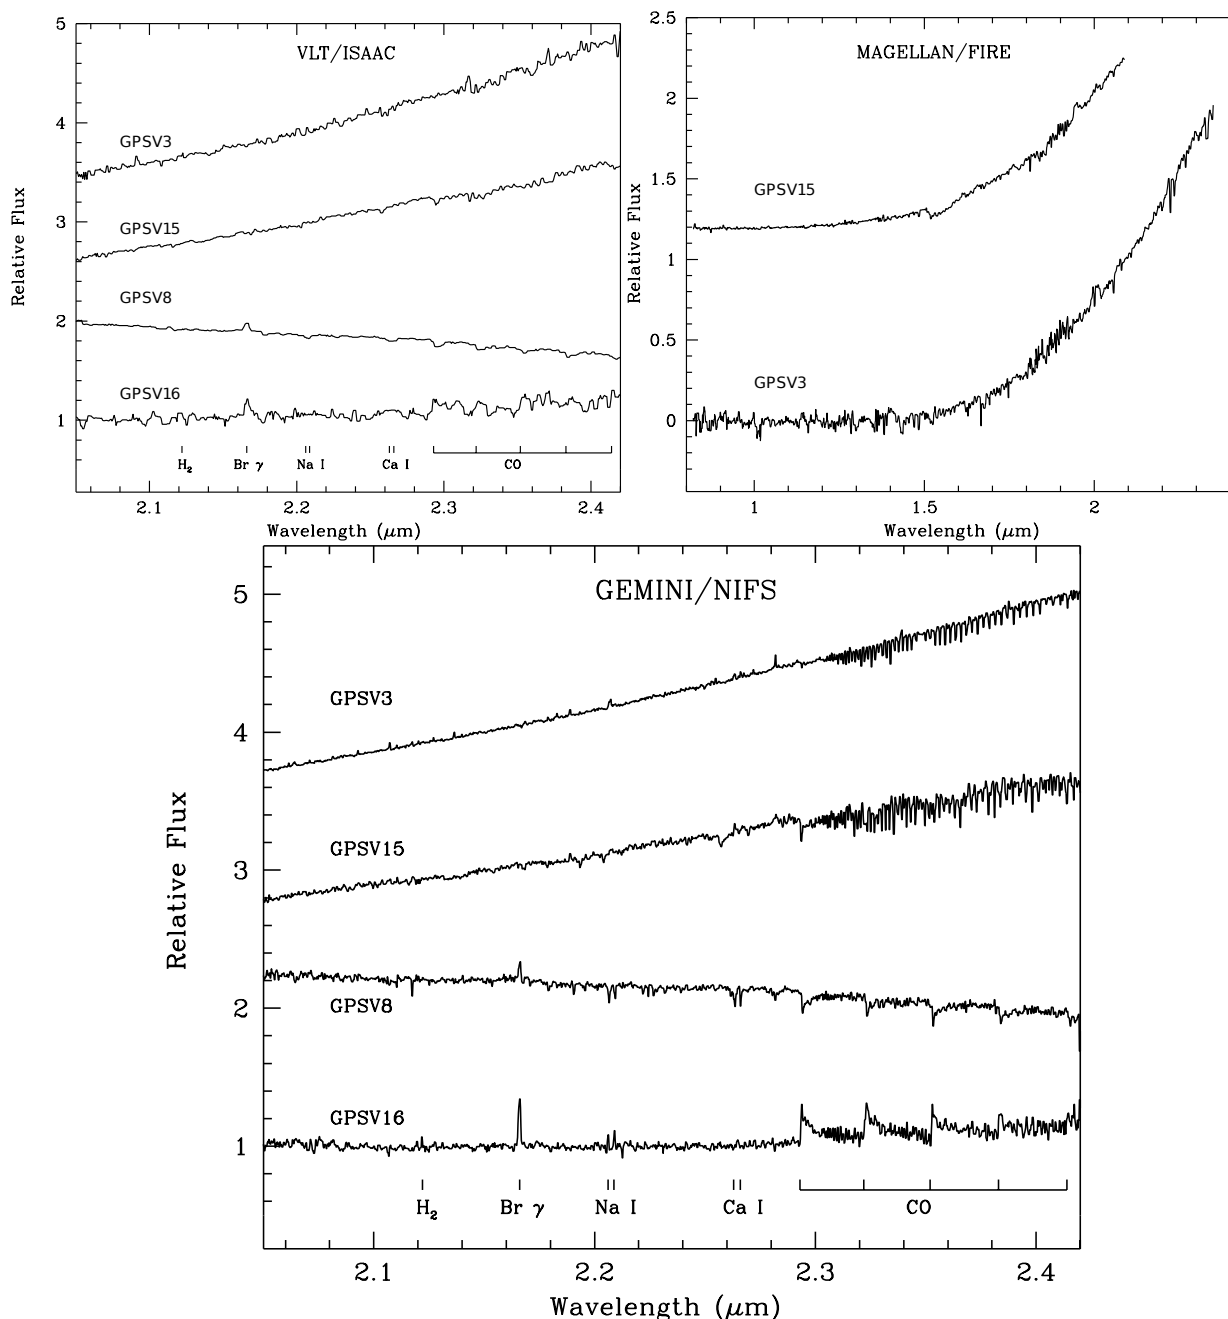 VLT/ISAAC
5
4
3
2
1
Relative Flux
GPSV3
GPSV15
GPSV8
GPSV16
H2 Br γ Na I Ca I CO
2.1 2.2 2.3 2.4
Wavelength (μm)
MAGELLAN/FIRE
2.5
2
1.5
1
0.5
0
Relative Flux
GPSV15
GPSV3
1 1.5 2
Wavelength (μm)
GEMINI/NIFS
5
4
3
2
1
Relative Flux
GPSV3
GPSV15
GPSV8
GPSV16
H2 Br γ Na I Ca I CO
2.1 2.2 2.3 2.4
Wavelength (μm)